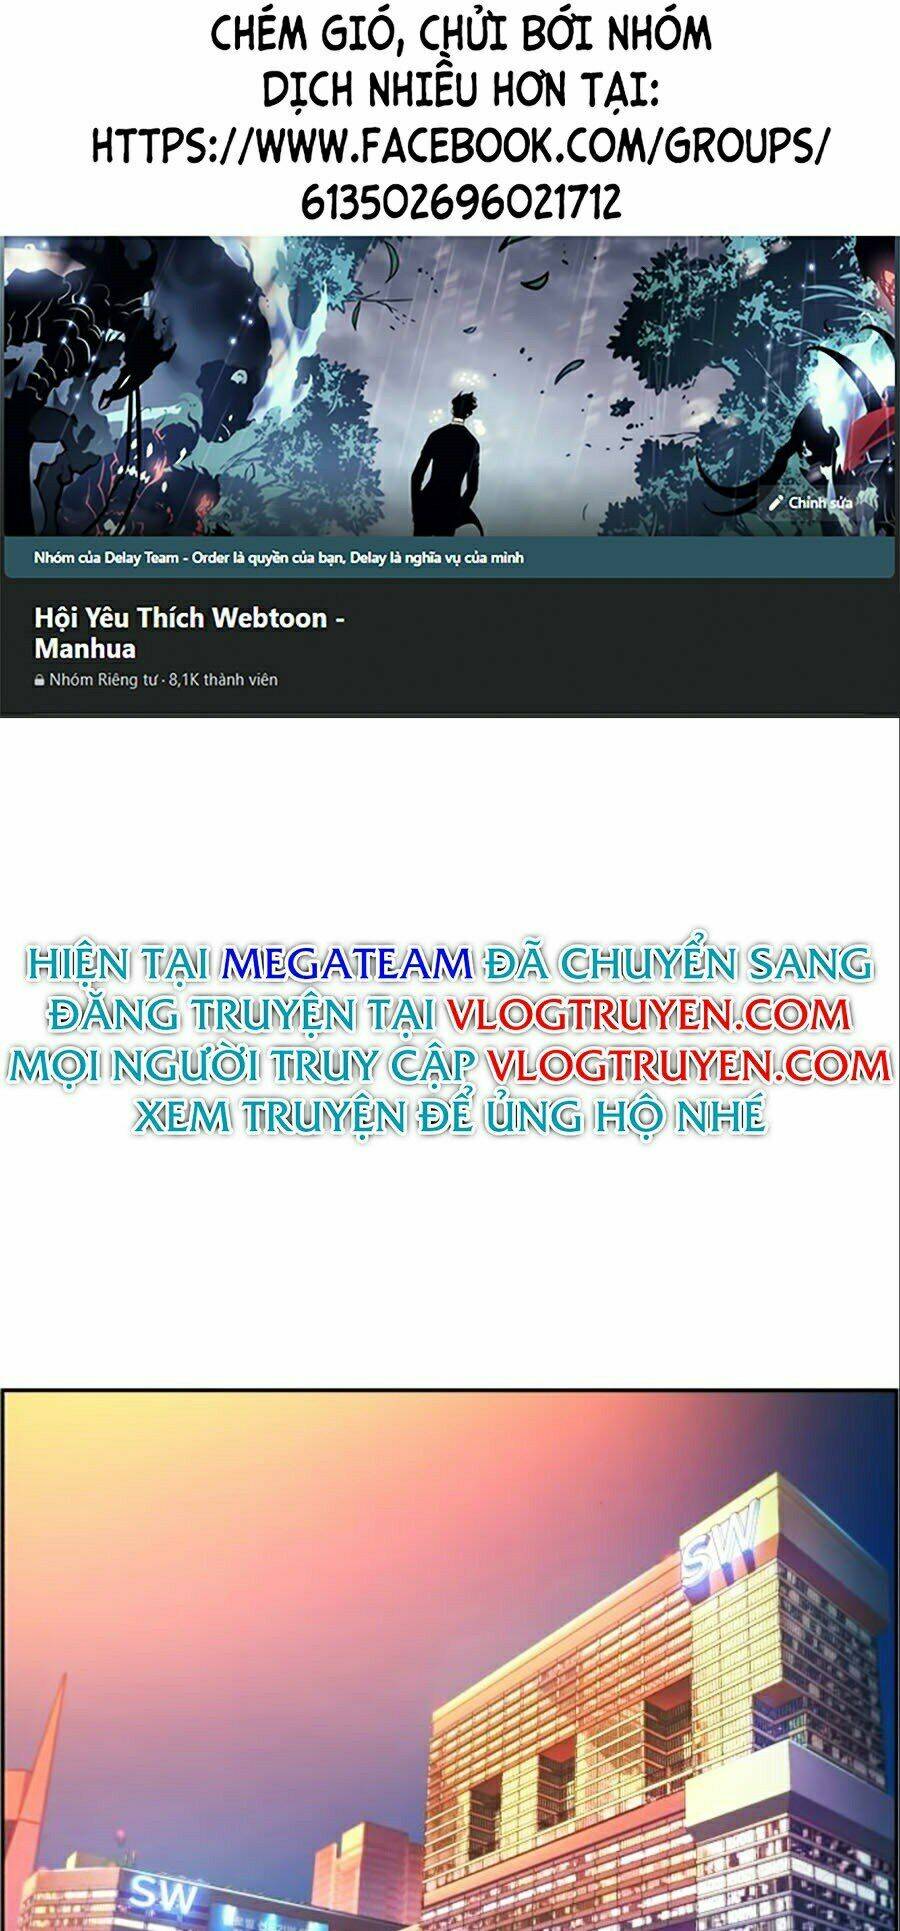 CHÉM GIÓ, CHỬI BỚI NHÓM
DỊCH NHIỀU HƠN TẠI:
HTTPS://WWW.FACEBOOK.COM/GROUPS/
613502696021712
Chỉnh sửa
Nhóm của Delay Team - Order là quyền của bạn, Delay là nghĩa vụ của mình
Hội Yêu Thích Webtoon -
Manhua
Nhóm Riêng tư · 8,1K thành viên
HIỆN TẠI MEGATEAM ĐÃ CHUYỂN SANG
ĐĂNG TRUYỆN TẠI VLOGTRUYEN.COM
MỌI NGƯỜI TRUY CẬP VLOGTRUYEN.COM
XEM TRUYỆN ĐỂ ỦNG HỘ NHÉ
SW
SW